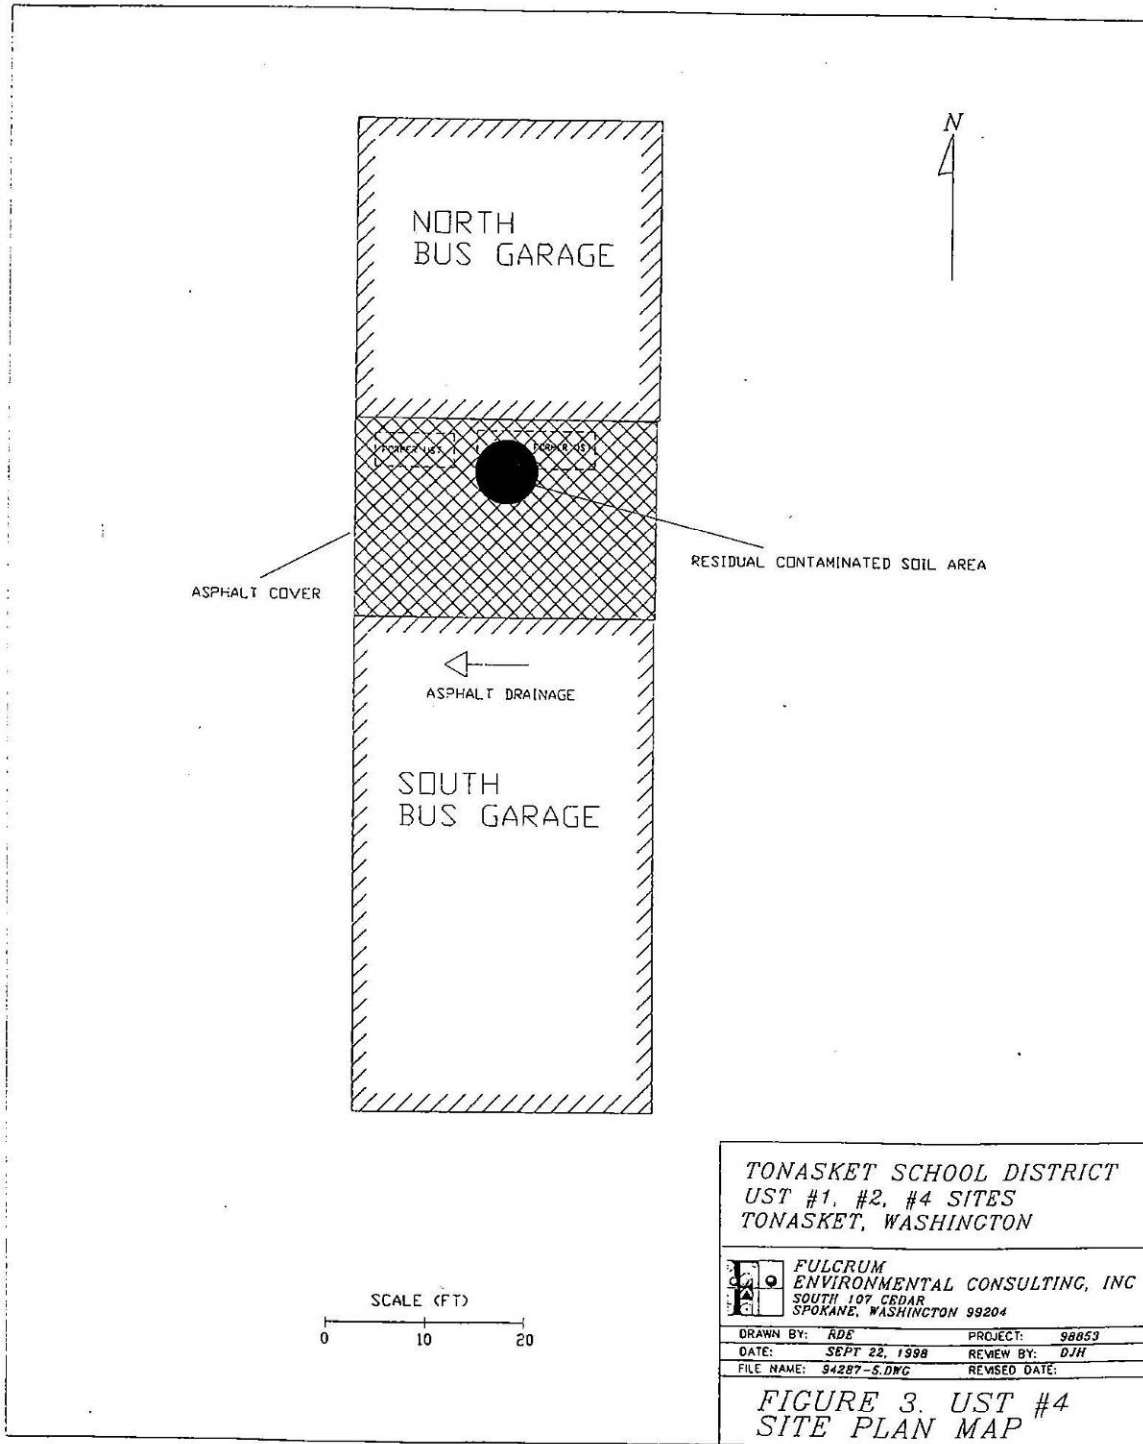 N
NORTH
BUS GARAGE
FORMER UST
FORMER UST
RESIDUAL CONTAMINATED SOIL AREA
ASPHALT COVER
ASPHALT DRAINAGE
SOUTH
BUS GARAGE
SCALE (FT)
0 10 20
TONASKET SCHOOL DISTRICT
UST #1, #2, #4 SITES
TONASKET, WASHINGTON
FULCRUM
ENVIRONMENTAL CONSULTING, INC
SOUTH 107 CEDAR
SPOKANE, WASHINGTON 99204
DRAWN BY: RDE PROJECT: 98853
DATE: SEPT 22, 1998 REVIEW BY: DJH
FILE NAME: 94287-5.DWG REVISED DATE:
FIGURE 3. UST #4
SITE PLAN MAP